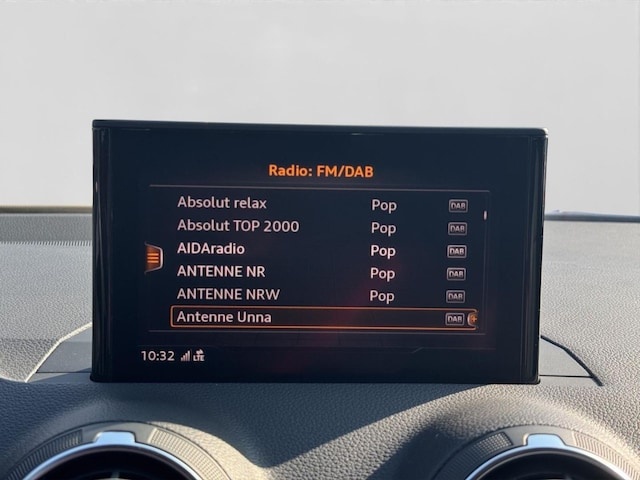 Radio: FM/DAB
Absolut relax Pop DAB
Absolut TOP 2000 Pop DAB
AIDAradio Pop DAB
ANTENNE NR Pop DAB
ANTENNE NRW Pop DAB
Antenne Unna DAB
10:32 LTE